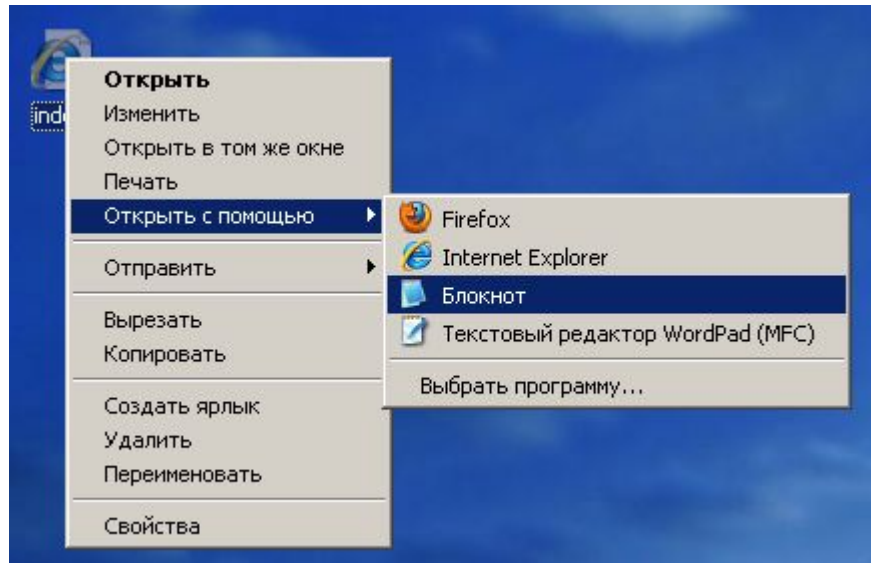 Открыть
Изменить
Открыть в том же окне
Печать
Открыть с помощью
Отправить
Вырезать
Копировать
Создать ярлык
Удалить
Переименовать
Свойства
Firefox
Internet Explorer
Блокнот
Текстовый редактор WordPad (MFC)
Выбрать программу...